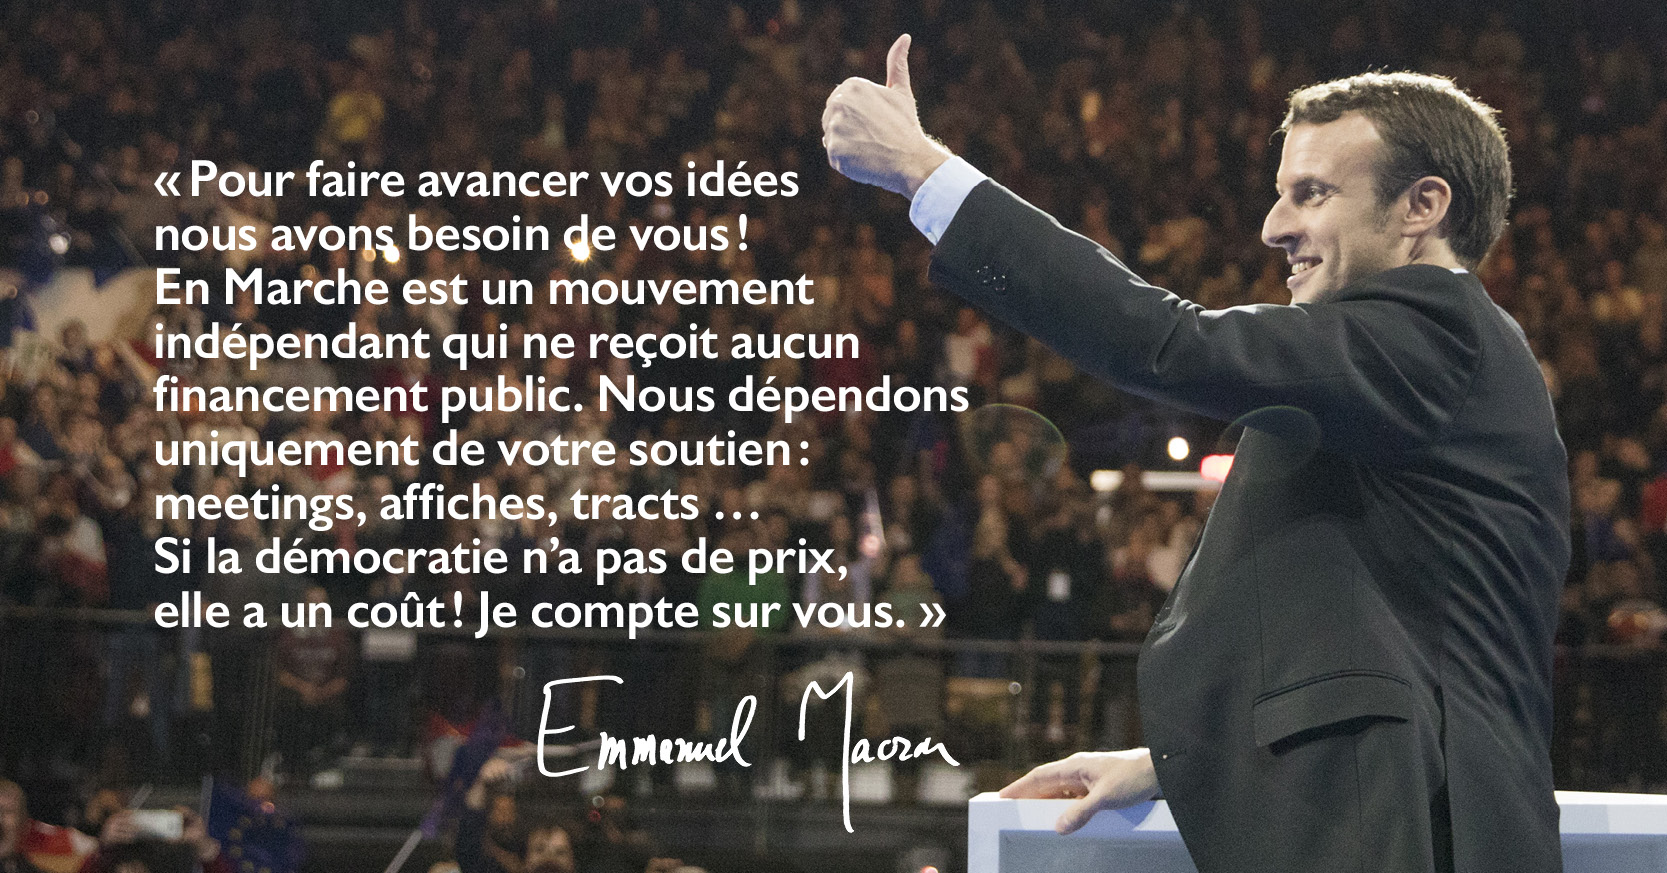 « Pour faire avancer vos idées
nous avons besoin de vous !
En Marche est un mouvement
indépendant qui ne reçoit aucun
financement public. Nous dépendons
uniquement de votre soutien :
meetings, affiches, tracts …
Si la démocratie n’a pas de prix,
elle a un coût ! Je compte sur vous. »
Emmanuel Macron